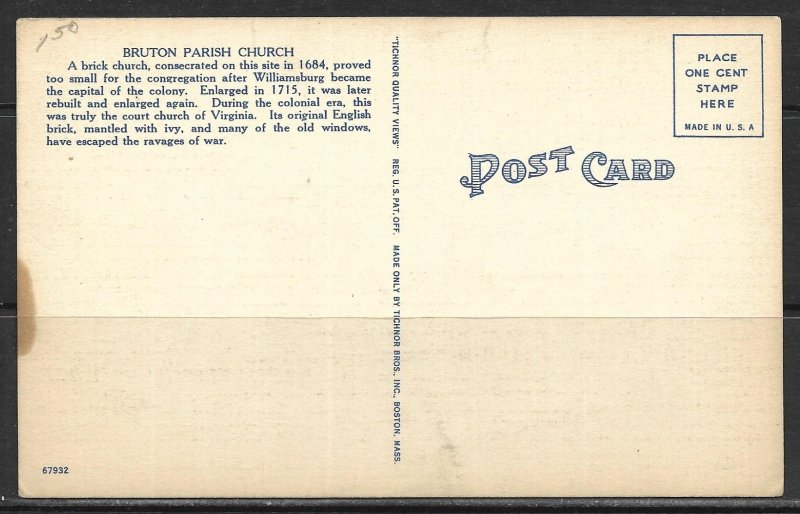 150
BRUTON PARISH CHURCH
A brick church, consecrated on this site in 1684, proved
too small for the congregation after Williamsburg became
the capital of the colony. Enlarged in 1715, it was later
rebuilt and enlarged again. During the colonial era, this
was truly the court church of Virginia. Its original English
brick, mantled with ivy, and many of the old windows,
have escaped the ravages of war.
"TICHNOR QUALITY VIEWS" REG. U.S. PAT. OFF. MADE ONLY BY TICHNOR BROS., INC., BOSTON, MASS.
PLACE
ONE CENT
STAMP
HERE
MADE IN U.S.A
POST CARD
67932